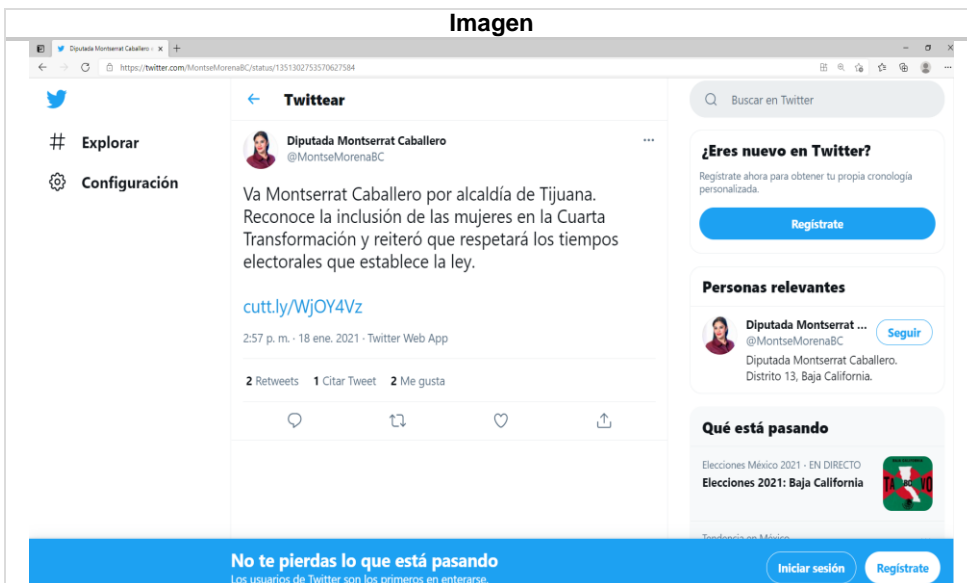 Imagen
Diputada Montserrat Caballero
https://twitter.com/MontseMorenaBC/status/1351302753570627584
Twittear
Buscar en Twitter
Explorar
Configuración
Diputada Montserrat Caballero
@MontseMorenaBC
Va Montserrat Caballero por alcaldía de Tijuana.
Reconoce la inclusión de las mujeres en la Cuarta
Transformación y reiteró que respetará los tiempos
electorales que establece la ley.
cutt.ly/WjOY4Vz
2:57 p. m. · 18 ene. 2021 · Twitter Web App
2 Retweets 1 Citar Tweet 2 Me gusta
¿Eres nuevo en Twitter?
Regístrate ahora para obtener tu propia cronología
personalizada.
Regístrate
Personas relevantes
Diputada Montserrat ...
@MontseMorenaBC
Seguir
Diputada Montserrat Caballero.
Distrito 13, Baja California.
Qué está pasando
Elecciones México 2021 · EN DIRECTO
Elecciones 2021: Baja California
Tendencia en México
No te pierdas lo que está pasando
Los usuarios de Twitter son los primeros en enterarse.
Iniciar sesión
Regístrate